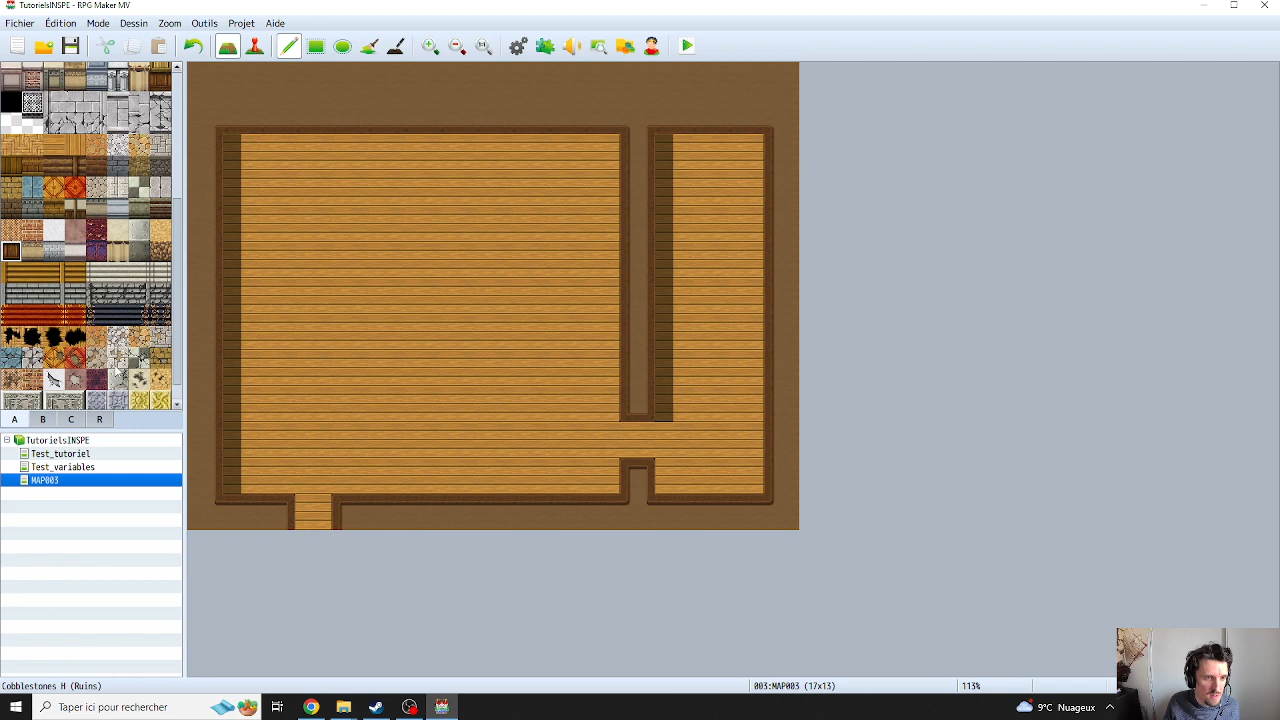 TutorielsINSPE - RPG Maker MV
Fichier Édition Mode Dessin Zoom Outils Projet Aide
A B C R
TutorielsINSPE
Test_tutoriel
Test_variables
MAP003
Cobblestones H (Ruins) 003:MAP003 (17x13) 113%
Taper ici pour rechercher 9°C Nuageux